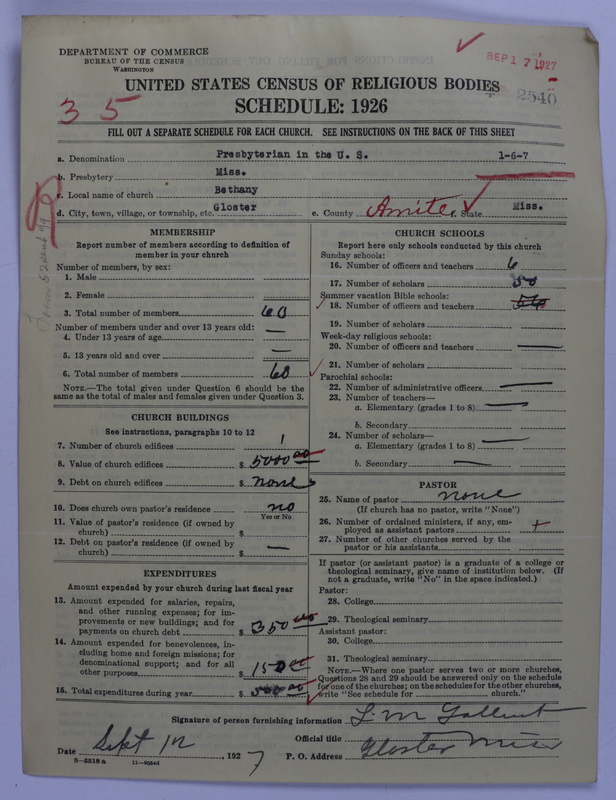 DEPARTMENT OF COMMERCE
BUREAU OF THE CENSUS
WASHINGTON
SEP 17 1927
2540
UNITED STATES CENSUS OF RELIGIOUS BODIES
SCHEDULE: 1926
3 5
FILL OUT A SEPARATE SCHEDULE FOR EACH CHURCH. SEE INSTRUCTIONS ON THE BACK OF THIS SHEET
a. Denomination Presbyterian in the U. S. 1-6-7
b. Presbytery Miss.
c. Local name of church Bethany
d. City, town, village, or township, etc. Gloster e. County Amite f. State Miss.
MEMBERSHIP
Report number of members according to definition of
member in your church
Number of members, by sex:
1. Male
2. Female
3. Total number of members 60
Number of members under and over 13 years old:
4. Under 13 years of age —
5. 13 years old and over —
6. Total number of members 60
NOTE.—The total given under Question 6 should be the
same as the total of males and females given under Question 3.
CHURCH BUILDINGS
See instructions, paragraphs 10 to 12
7. Number of church edifices 1
8. Value of church edifices $ 5000 00
9. Debt on church edifices $ none
10. Does church own pastor's residence no
Yes or No
11. Value of pastor's residence (if owned by
church) $
12. Debt on pastor's residence (if owned by
church) $ —
EXPENDITURES
Amount expended by your church during last fiscal year
13. Amount expended for salaries, repairs,
and other running expenses; for im-
provements or new buildings; and for
payments on church debt $ 350 00
14. Amount expended for benevolences, in-
cluding home and foreign missions; for
denominational support; and for all
other purposes $ 150 00
15. Total expenditures during year $ 500 00
CHURCH SCHOOLS
Report here only schools conducted by this church
Sunday schools:
16. Number of officers and teachers 6
17. Number of scholars 50
Summer vacation Bible schools:
18. Number of officers and teachers
19. Number of scholars
Week-day religious schools:
20. Number of officers and teachers —
21. Number of scholars
Parochial schools:
22. Number of administrative officers —
23. Number of teachers—
a. Elementary (grades 1 to 8) —
b. Secondary
24. Number of scholars—
a. Elementary (grades 1 to 8) —
b. Secondary —
PASTOR
25. Name of pastor none
(If church has no pastor, write "None")
26. Number of ordained ministers, if any, em-
ployed as assistant pastors +
27. Number of other churches served by the
pastor or his assistants
If pastor (or assistant pastor) is a graduate of a college or
theological seminary, give name of institution below. (If
not a graduate, write "No" in the space indicated.)
Pastor:
28. College
29. Theological seminary
Assistant pastor:
30. College
31. Theological seminary
NOTE.—Where one pastor serves two or more churches,
Questions 28 and 29 should be answered only on the schedule
for one of the churches; on the schedules for the other churches,
write "See schedule for church."
Signature of person furnishing information L M Gallent
Official title
Date Sept 12, 1927 P. O. Address Gloster Miss
8—5518 a